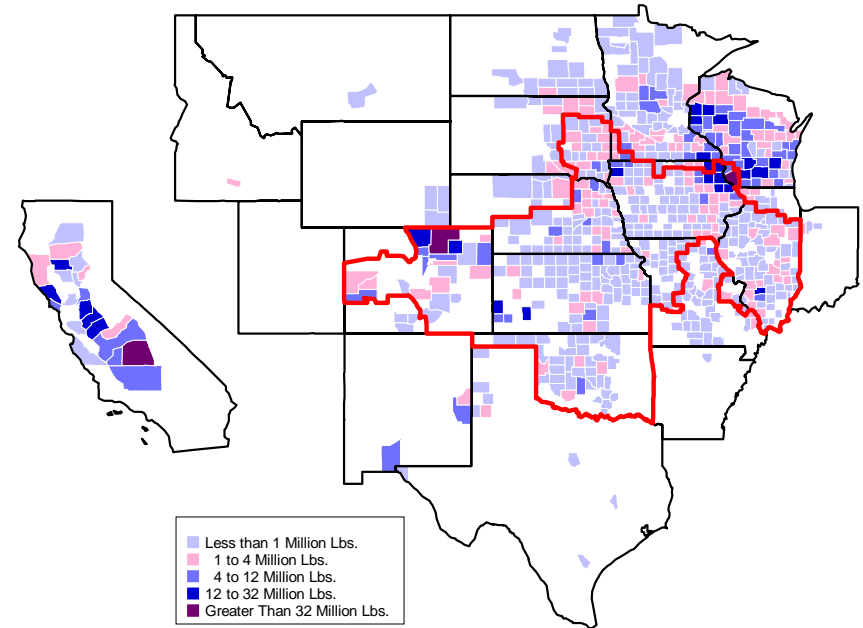 Less than 1 Million Lbs.
1 to 4 Million Lbs.
4 to 12 Million Lbs.
12 to 32 Million Lbs.
Greater Than 32 Million Lbs.